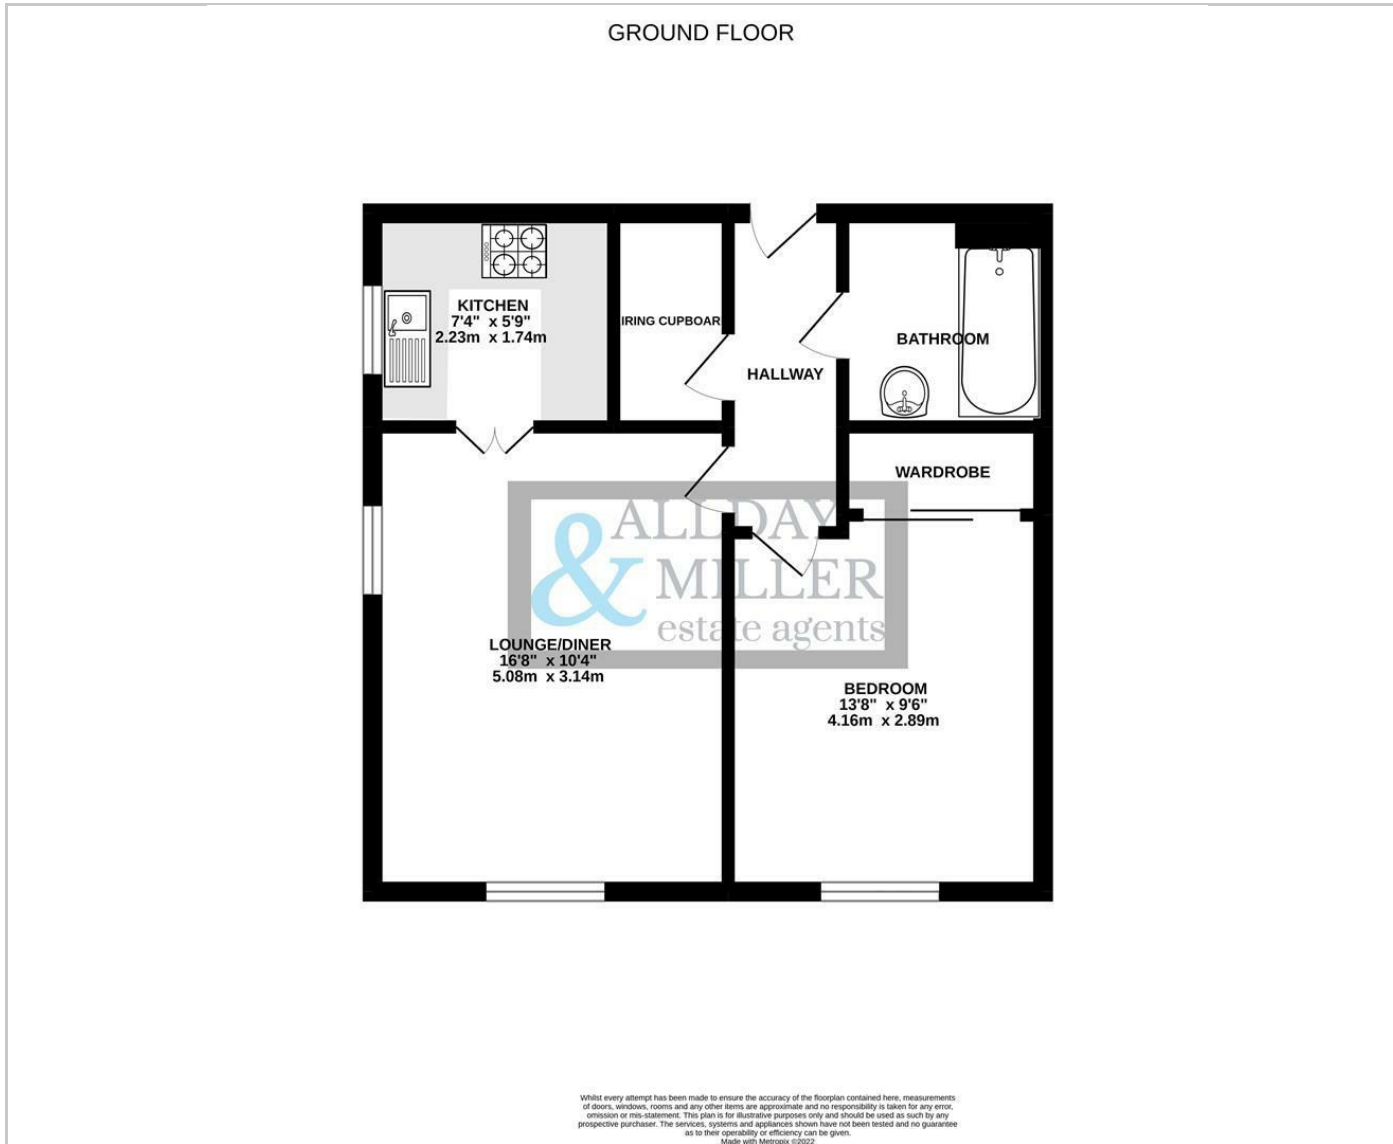 GROUND FLOOR
KITCHEN
7'4" x 5'9"
2.23m x 1.74m
IRING CUPBOAR
BATHROOM
HALLWAY
WARDROBE
ALLDAY
& MILLER
estate agents
LOUNGE/DINER
16'8" x 10'4"
5.08m x 3.14m
BEDROOM
13'8" x 9'6"
4.16m x 2.89m
Whilst every attempt has been made to ensure the accuracy of the floorplan contained here, measurements
of doors, windows, rooms and any other items are approximate and no responsibility is taken for any error,
omission or mis-statement. This plan is for illustrative purposes only and should be used as such by any
prospective purchaser. The services, systems and appliances shown have not been tested and no guarantee
as to their operability or efficiency can be given.
Made with Metropix ©2022